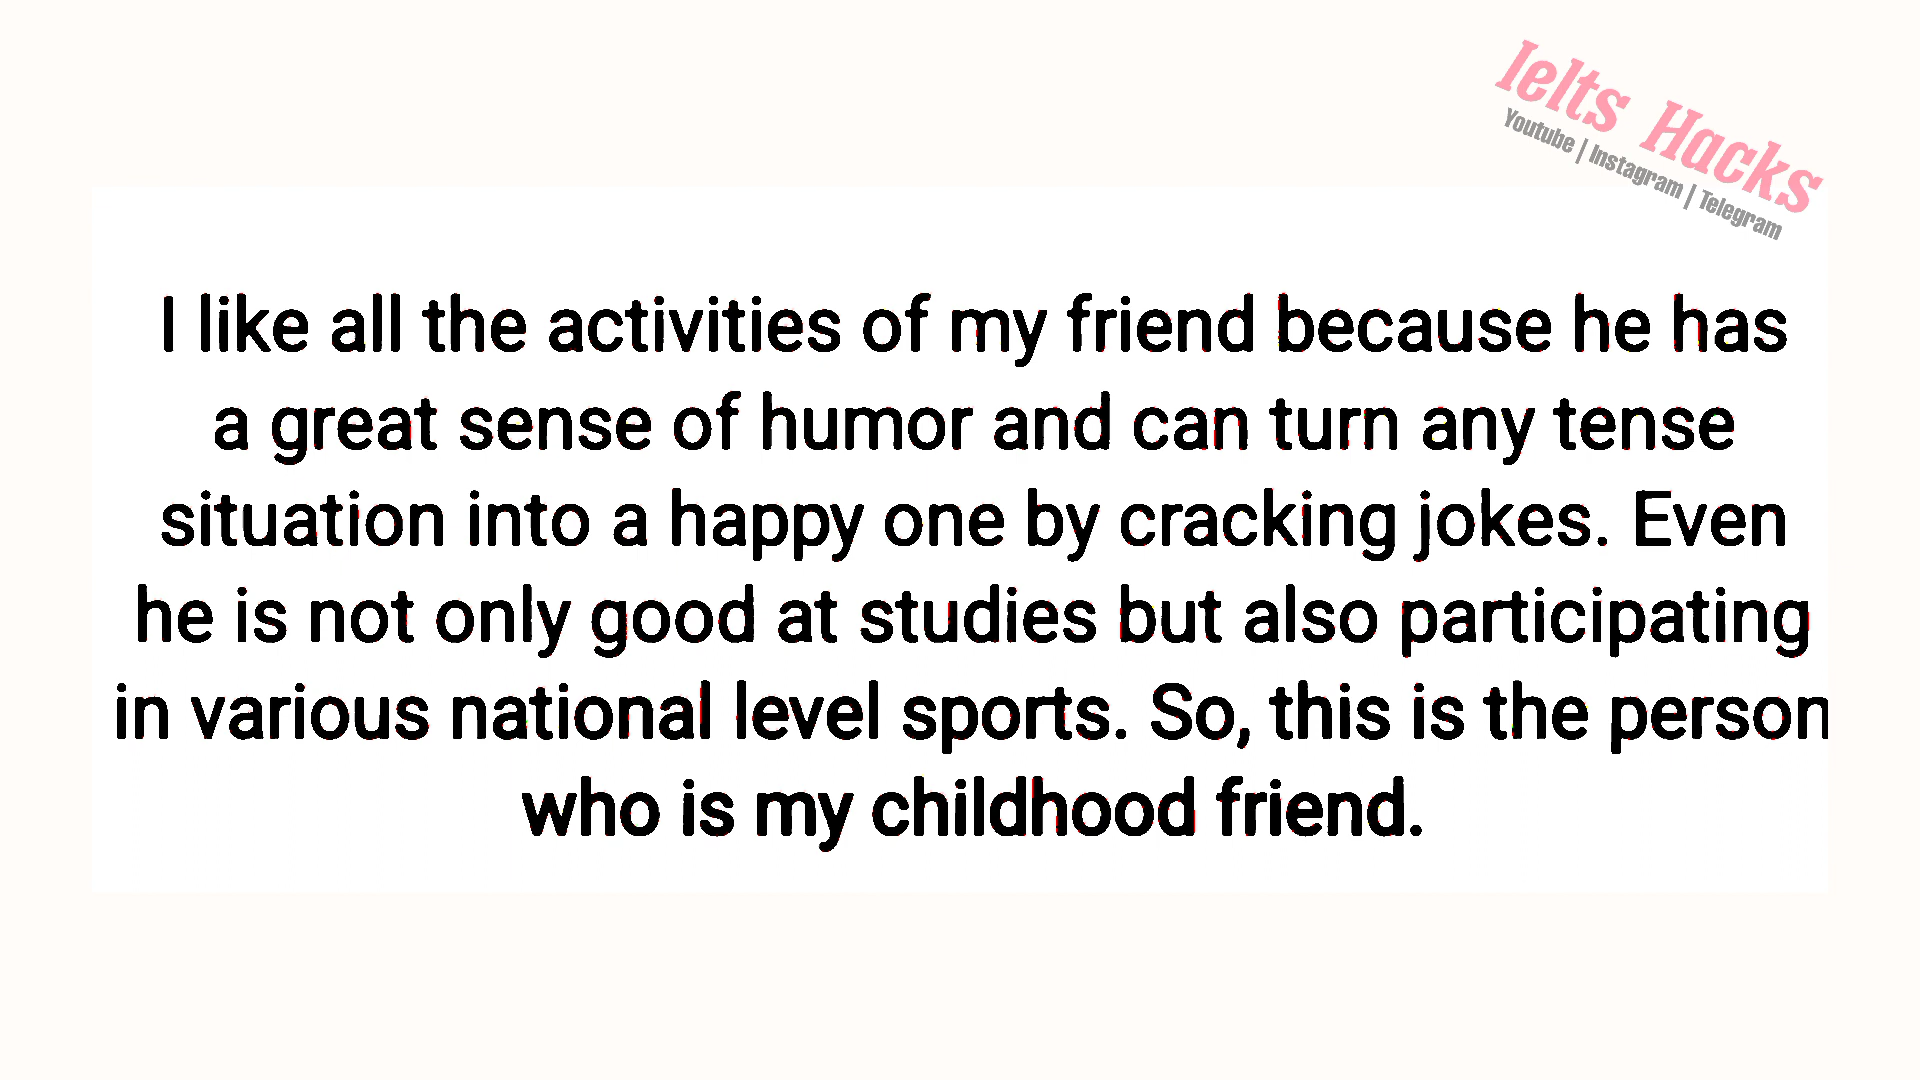 Ielts Hacks
Youtube | Instagram | Telegram
I like all the activities of my friend because he has
a great sense of humor and can turn any tense
situation into a happy one by cracking jokes. Even
he is not only good at studies but also participating
in various national level sports. So, this is the person
who is my childhood friend.